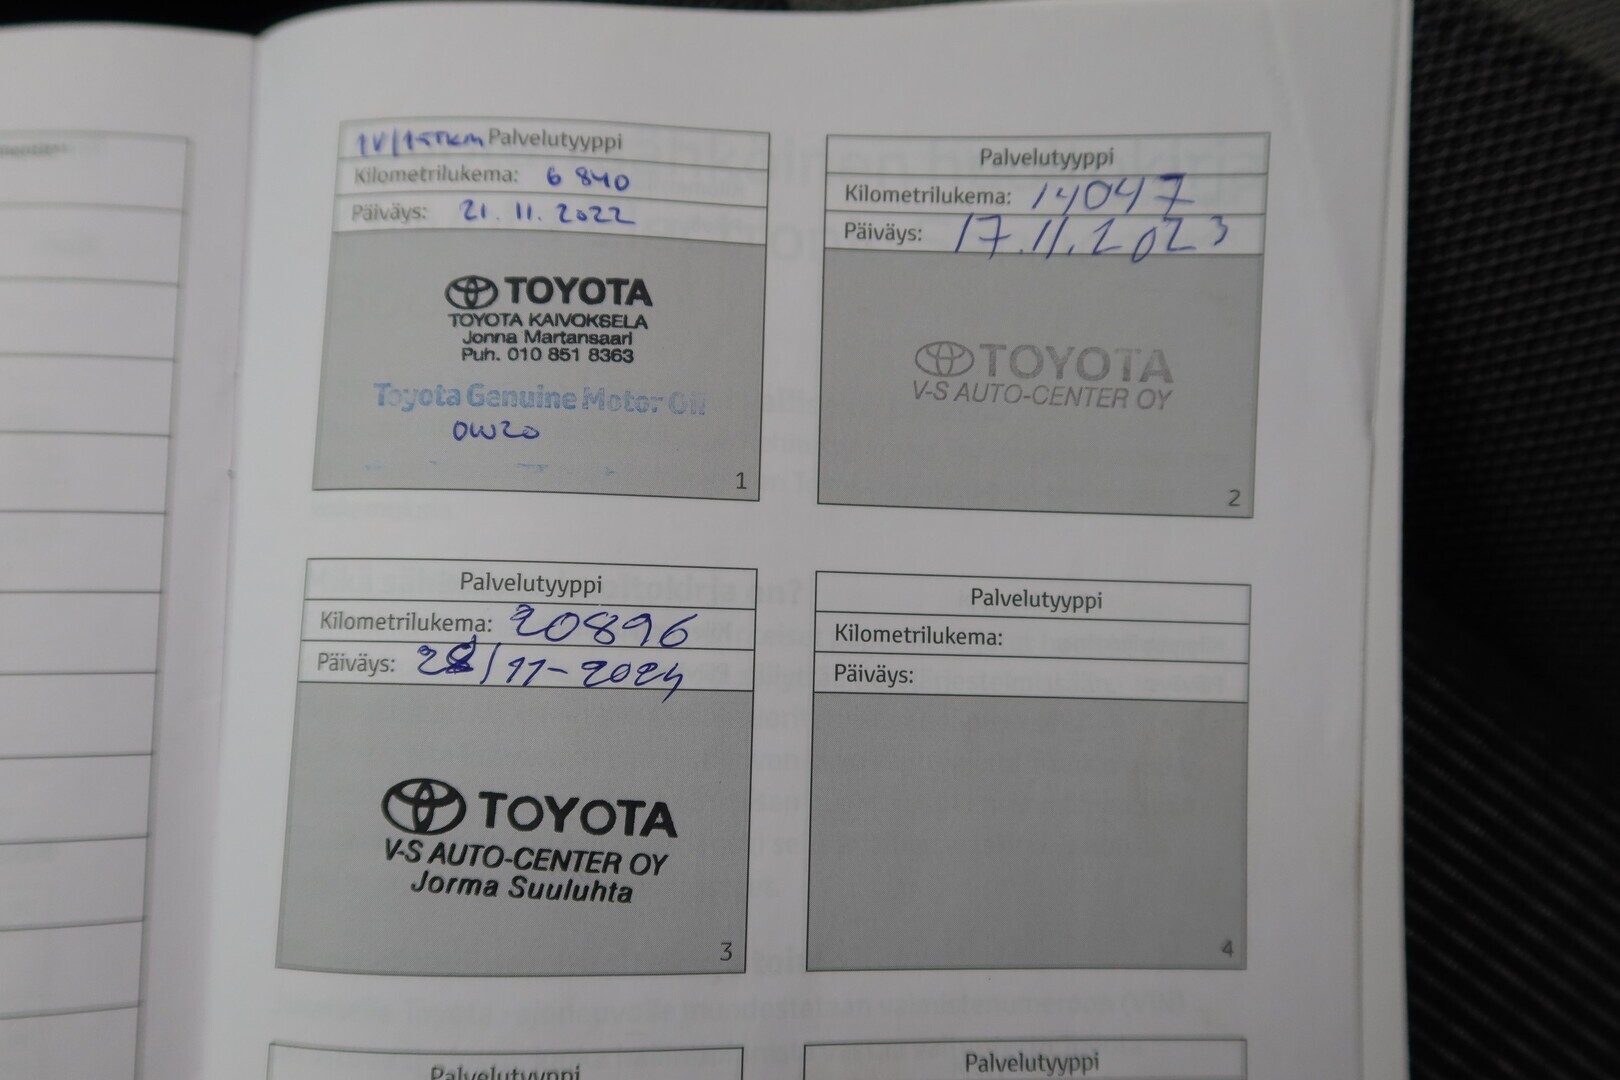 1V/15TKM Palvelutyyppi
Kilometrilukema: 6 840
Päiväys: 21.11.2022
TOYOTA
TOYOTA KAIVOKSELA
Jonna Martansaari
Puh. 010 851 8363
Toyota Genuine Motor Oil
0W20
1
Palvelutyyppi
Kilometrilukema: 14047
Päiväys: 17.11.2023
TOYOTA
V-S AUTO-CENTER OY
2
Palvelutyyppi
Kilometrilukema: 20896
Päiväys: 28/11-2024
TOYOTA
V-S AUTO-CENTER OY
Jorma Suuluhta
3
Palvelutyyppi
Kilometrilukema:
Päiväys:
4
Palvelutyyppi
Palvelutyyppi